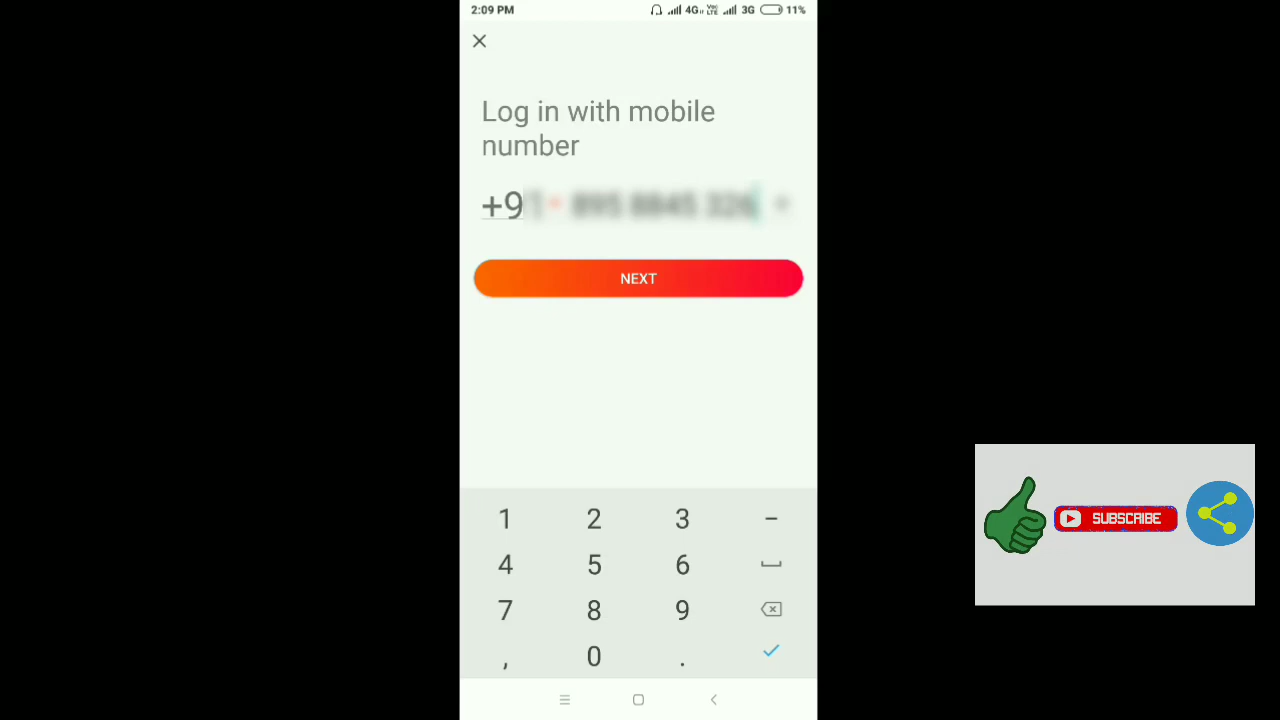 2:09 PM 4G VoLTE 3G 11%
Log in with mobile
number
+9
NEXT
1 2 3 -
4 5 6
7 8 9
, 0 .
SUBSCRIBE